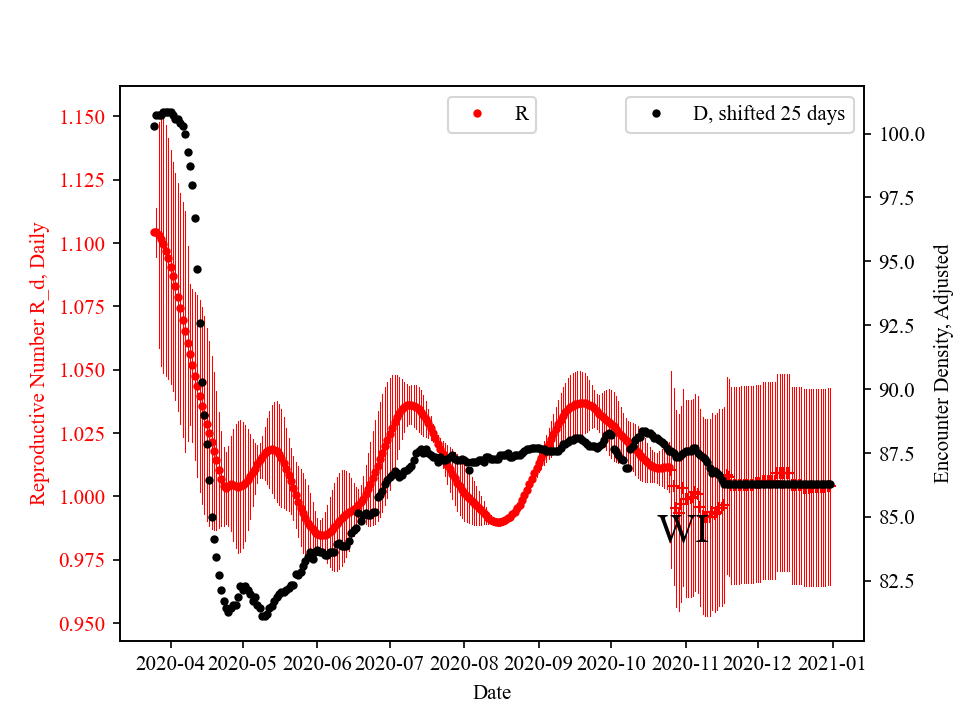 R
D, shifted 25 days
1.150
1.125
1.100
1.075
1.050
1.025
1.000
0.975
0.950
Reproductive Number R_d, Daily
100.0
97.5
95.0
92.5
90.0
87.5
85.0
82.5
Encounter Density, Adjusted
WI
2020-04 2020-05 2020-06 2020-07 2020-08 2020-09 2020-10 2020-11 2020-12 2021-01
Date